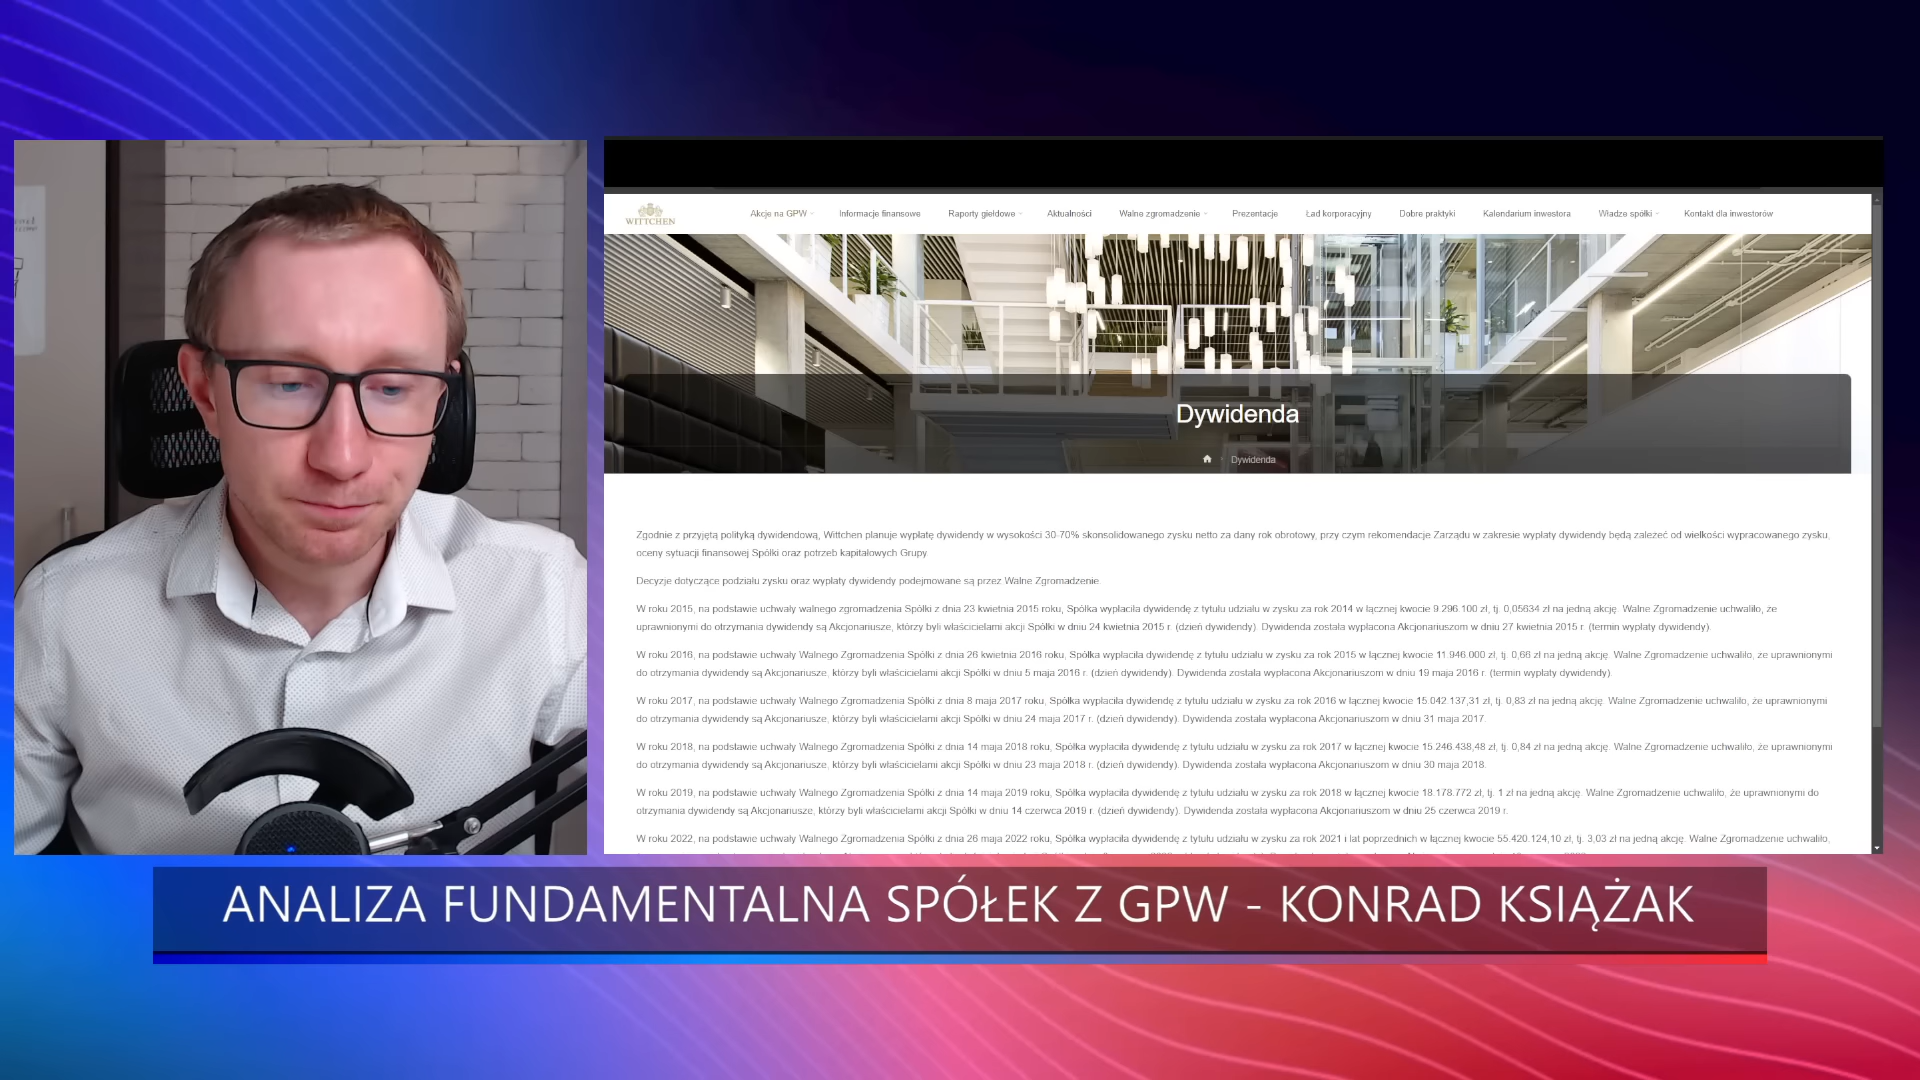 WITTCHEN
Akcje na GPW
Informacje finansowe
Raporty giełdowe
Aktualności
Walne zgromadzenie
Prezentacje
Ład korporacyjny
Dobre praktyki
Kalendarium inwestora
Władze spółki
Kontakt dla inwestorów
Dywidenda
Dywidenda
Zgodnie z przyjętą polityką dywidendową, Wittchen planuje wypłatę dywidendy w wysokości 30-70% skonsolidowanego zysku netto za dany rok obrotowy, przy czym rekomendacje Zarządu w zakresie wypłaty dywidendy będą zależeć od wielkości wypracowanego zysku,
oceny sytuacji finansowej Spółki oraz potrzeb kapitałowych Grupy.
Decyzje dotyczące podziału zysku oraz wypłaty dywidendy podejmowane są przez Walne Zgromadzenie.
W roku 2015, na podstawie uchwały walnego zgromadzenia Spółki z dnia 23 kwietnia 2015 roku, Spółka wypłaciła dywidendę z tytułu udziału w zysku za rok 2014 w łącznej kwocie 9 296 100 zł, tj. 0,05634 zł na jedną akcję. Walne Zgromadzenie uchwaliło, że
uprawnionymi do otrzymania dywidendy są Akcjonariusze, którzy byli właścicielami akcji Spółki w dniu 24 kwietnia 2015 r. (dzień dywidendy). Dywidenda została wypłacona Akcjonariuszom w dniu 27 kwietnia 2015 r. (termin wypłaty dywidendy).
W roku 2016, na podstawie uchwały Walnego Zgromadzenia Spółki z dnia 26 kwietnia 2016 roku, Spółka wypłaciła dywidendę z tytułu udziału w zysku za rok 2015 w łącznej kwocie 11.946.000 zł, tj. 0,66 zł na jedną akcję. Walne Zgromadzenie uchwaliło, że uprawnionymi
do otrzymania dywidendy są Akcjonariusze, którzy byli właścicielami akcji Spółki w dniu 5 maja 2016 r. (dzień dywidendy). Dywidenda została wypłacona Akcjonariuszom w dniu 19 maja 2016 r. (termin wypłaty dywidendy).
W roku 2017, na podstawie uchwały Walnego Zgromadzenia Spółki z dnia 8 maja 2017 roku, Spółka wypłaciła dywidendę z tytułu udziału w zysku za rok 2016 w łącznej kwocie 15.042.137,31 zł, tj. 0,83 zł na jedną akcję. Walne Zgromadzenie uchwaliło, że uprawnionymi
do otrzymania dywidendy są Akcjonariusze, którzy byli właścicielami akcji Spółki w dniu 24 maja 2017 r. (dzień dywidendy). Dywidenda została wypłacona Akcjonariuszom w dniu 31 maja 2017.
W roku 2018, na podstawie uchwały Walnego Zgromadzenia Spółki z dnia 14 maja 2018 roku, Spółka wypłaciła dywidendę z tytułu udziału w zysku za rok 2017 w łącznej kwocie 15.246.438,48 zł, tj. 0,84 zł na jedną akcję. Walne Zgromadzenie uchwaliło, że uprawnionymi
do otrzymania dywidendy są Akcjonariusze, którzy byli właścicielami akcji Spółki w dniu 23 maja 2018 r. (dzień dywidendy). Dywidenda została wypłacona Akcjonariuszom w dniu 30 maja 2018.
W roku 2019, na podstawie uchwały Walnego Zgromadzenia Spółki z dnia 14 maja 2019 roku, Spółka wypłaciła dywidendę z tytułu udziału w zysku za rok 2018 w łącznej kwocie 18.178.772 zł, tj. 1 zł na jedną akcję. Walne Zgromadzenie uchwaliło, że uprawnionymi do
otrzymania dywidendy są Akcjonariusze, którzy byli właścicielami akcji Spółki w dniu 14 czerwca 2019 r. (dzień dywidendy). Dywidenda została wypłacona Akcjonariuszom w dniu 25 czerwca 2019 r.
W roku 2022, na podstawie uchwały Walnego Zgromadzenia Spółki z dnia 26 maja 2022 roku, Spółka wypłaciła dywidendę z tytułu udziału w zysku za rok 2021 i lat poprzednich w łącznej kwocie 55.420.124,10 zł, tj. 3,03 zł na jedną akcję. Walne Zgromadzenie uchwaliło,
ANALIZA FUNDAMENTALNA SPÓŁEK Z GPW - KONRAD KSIĄŻAK